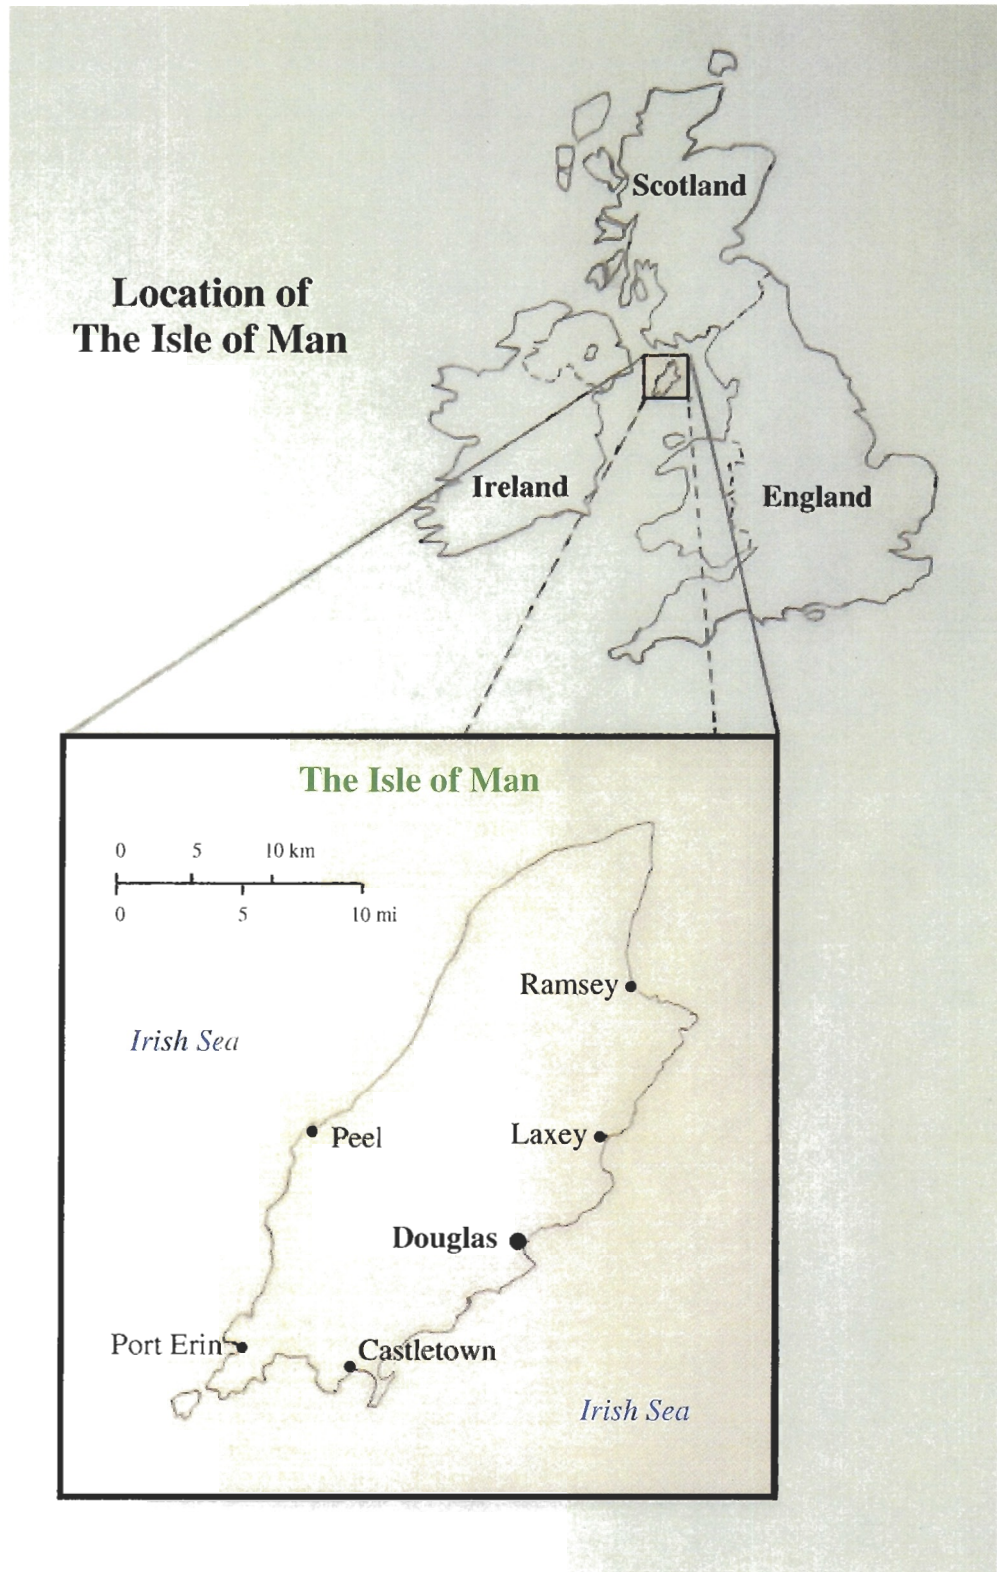 Scotland
Location of
The Isle of Man
Ireland
England
The Isle of Man
0 5 10 km
0 5 10 mi
Ramsey
Irish Sea
Peel
Laxey
Douglas
Port Erin
Castletown
Irish Sea